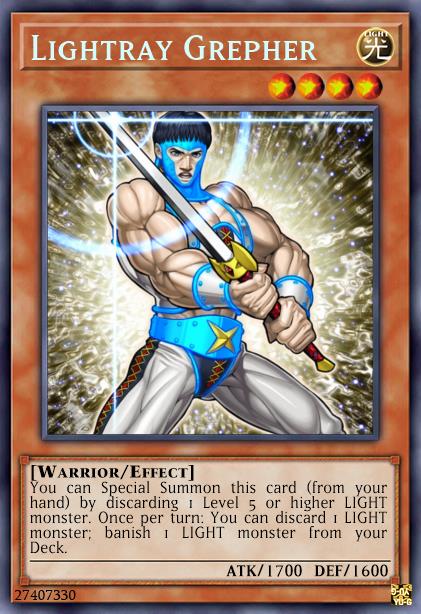 Lightray Grepher
LIGHT
光
[Warrior/Effect]
You can Special Summon this card (from your
hand) by discarding 1 Level 5 or higher LIGHT
monster. Once per turn: You can discard 1 LIGHT
monster; banish 1 LIGHT monster from your
Deck.
ATK/1700 DEF/1600
27407330